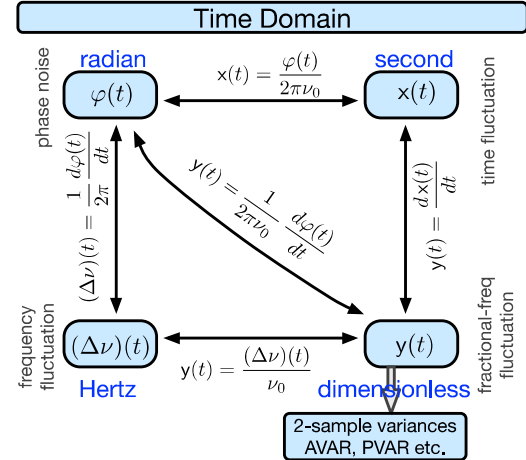 Time Domain
radian
second
phase noise
φ(t)
x(t) = φ(t) / 2πν₀
x(t)
time fluctuation
(Δν)(t) = 1/2π dφ(t)/dt
y(t) = 1/2πν₀ dφ(t)/dt
y(t) = dx(t)/dt
frequency
fluctuation
(Δν)(t)
y(t) = (Δν)(t) / ν₀
y(t)
fractional-freq
fluctuation
Hertz
dimensionless
2-sample variances
AVAR, PVAR etc.